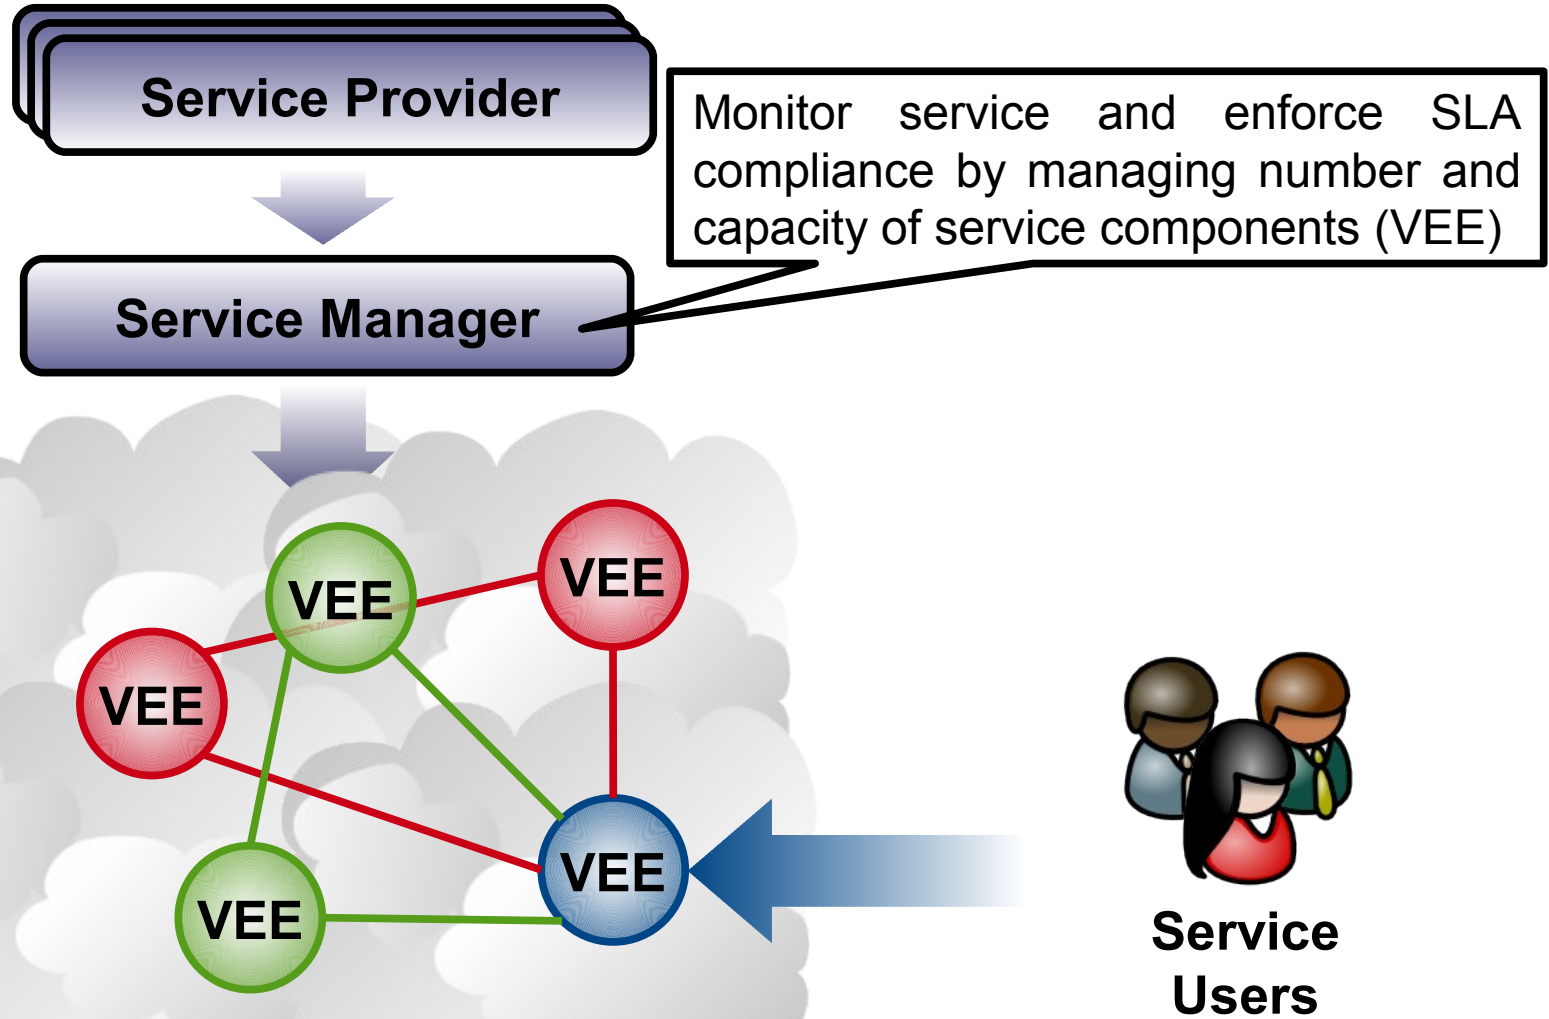 Service Provider
Monitor service and enforce SLA
compliance by managing number and
capacity of service components (VEE)
Service Manager
VEE
VEE
VEE
VEE
VEE
Service
Users